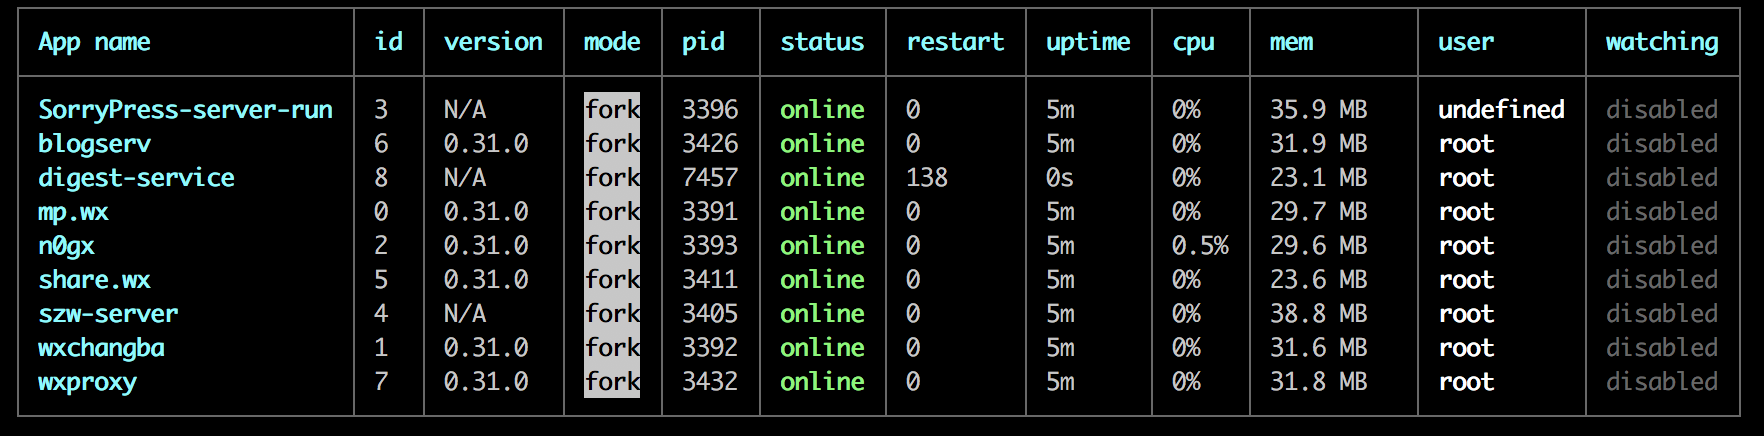 App name id version mode pid status restart uptime cpu mem user watching
SorryPress-server-run 3 N/A fork 3396 online 0 5m 0% 35.9 MB undefined disabled
blogserv 6 0.31.0 fork 3426 online 0 5m 0% 31.9 MB root disabled
digest-service 8 N/A fork 7457 online 138 0s 0% 23.1 MB root disabled
mp.wx 0 0.31.0 fork 3391 online 0 5m 0% 29.7 MB root disabled
n0gx 2 0.31.0 fork 3393 online 0 5m 0.5% 29.6 MB root disabled
share.wx 5 0.31.0 fork 3411 online 0 5m 0% 23.6 MB root disabled
szw-server 4 N/A fork 3405 online 0 5m 0% 38.8 MB root disabled
wxchangba 1 0.31.0 fork 3392 online 0 5m 0% 31.6 MB root disabled
wxproxy 7 0.31.0 fork 3432 online 0 5m 0% 31.8 MB root disabled